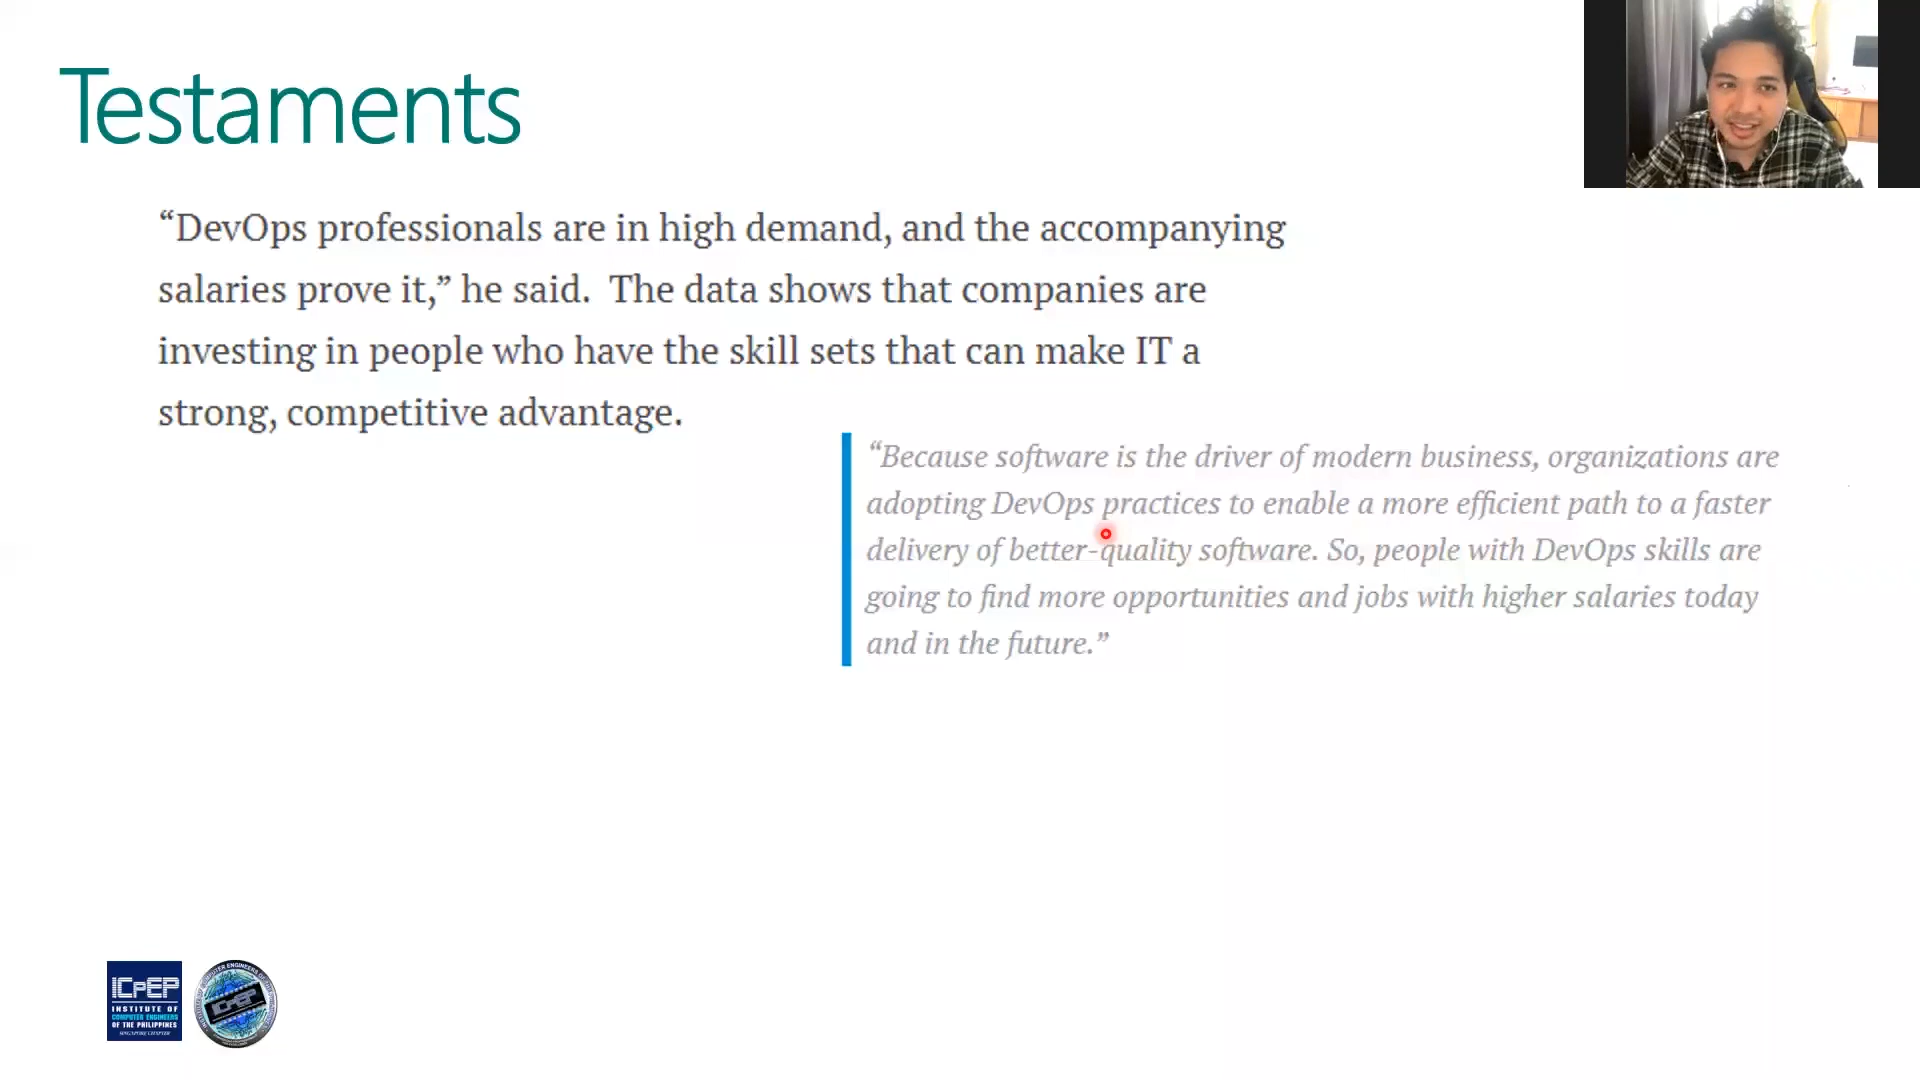 Testaments
“DevOps professionals are in high demand, and the accompanying
salaries prove it,” he said.  The data shows that companies are
investing in people who have the skill sets that can make IT a
strong, competitive advantage.
“Because software is the driver of modern business, organizations are
adopting DevOps practices to enable a more efficient path to a faster
delivery of better-quality software. So, people with DevOps skills are
going to find more opportunities and jobs with higher salaries today
and in the future.”
ICpEP
INSTITUTE OF
COMPUTER ENGINEERS
OF THE PHILIPPINES
SINGAPORE CHAPTER
ICpEP